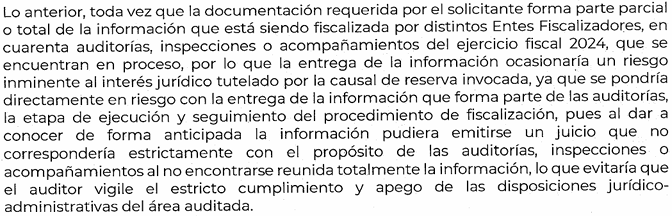 Lo anterior, toda vez que la documentación requerida por el solicitante forma parte parcial
o total de la información que está siendo fiscalizada por distintos Entes Fiscalizadores, en
cuarenta auditorías, inspecciones o acompañamientos del ejercicio fiscal 2024, que se
encuentran en proceso, por lo que la entrega de la información ocasionaría un riesgo
inminente al interés jurídico tutelado por la causal de reserva invocada, ya que se pondría
directamente en riesgo con la entrega de la información que forma parte de las auditorías,
la etapa de ejecución y seguimiento del procedimiento de fiscalización, pues al dar a
conocer de forma anticipada la información pudiera emitirse un juicio que no
correspondería estrictamente con el propósito de las auditorías, inspecciones o
acompañamientos al no encontrarse reunida totalmente la información, lo que evitaría que
el auditor vigile el estricto cumplimiento y apego de las disposiciones jurídico-
administrativas del área auditada.